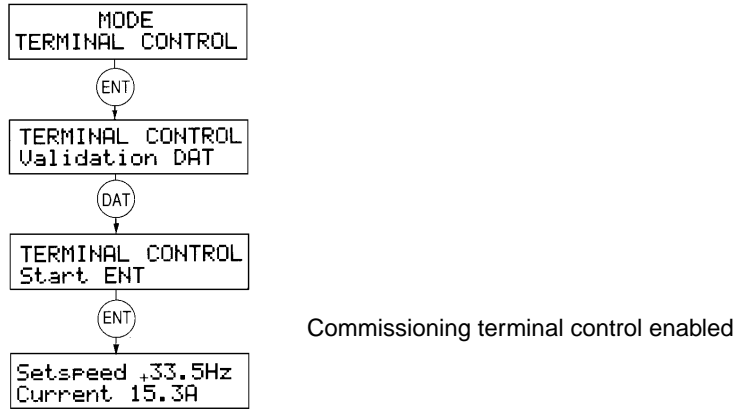 MODE
TERMINAL CONTROL
ENT
TERMINAL CONTROL
Validation DAT
DAT
TERMINAL CONTROL
Start ENT
ENT
Commissioning terminal control enabled
Setspeed +33.5Hz
Current 15.3A